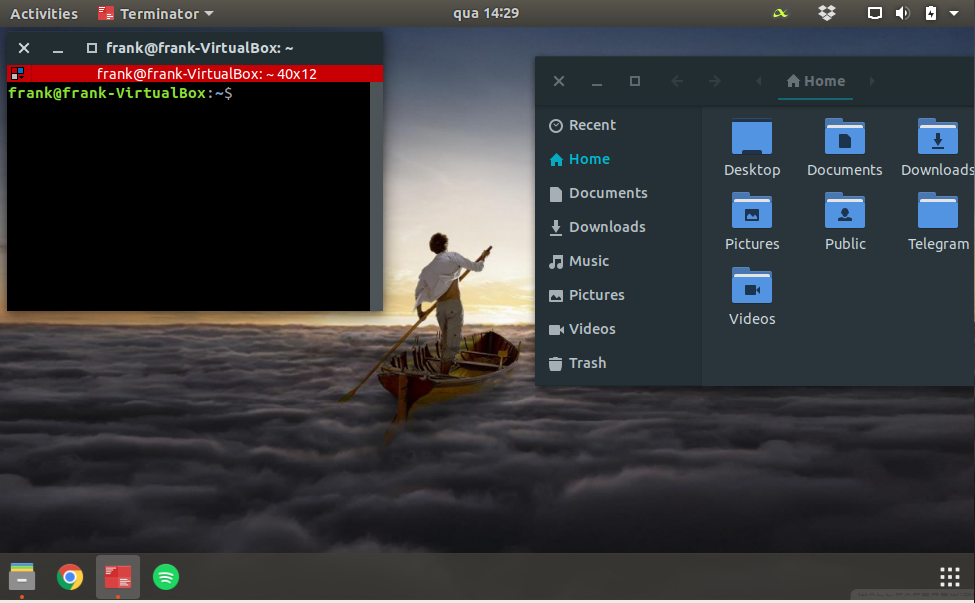 Activities Terminator qua 14:29
frank@frank-VirtualBox: ~
frank@frank-VirtualBox: ~ 40x12
frank@frank-VirtualBox:~$
Home
Recent
Home
Documents
Downloads
Music
Pictures
Videos
Trash
Desktop Documents Downloads
Pictures Public Telegram
Videos